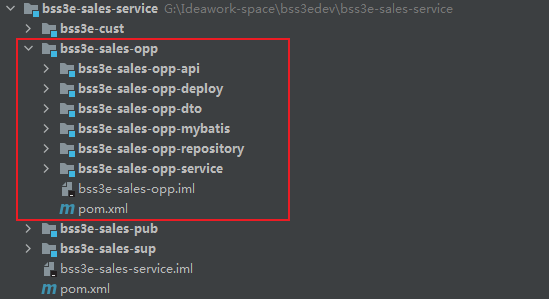 bss3e-sales-service G:\Ideawork-space\bss3edev\bss3e-sales-service
bss3e-cust
bss3e-sales-opp
bss3e-sales-opp-api
bss3e-sales-opp-deploy
bss3e-sales-opp-dto
bss3e-sales-opp-mybatis
bss3e-sales-opp-repository
bss3e-sales-opp-service
bss3e-sales-opp.iml
m pom.xml
bss3e-sales-pub
bss3e-sales-sup
bss3e-sales-service.iml
m pom.xml